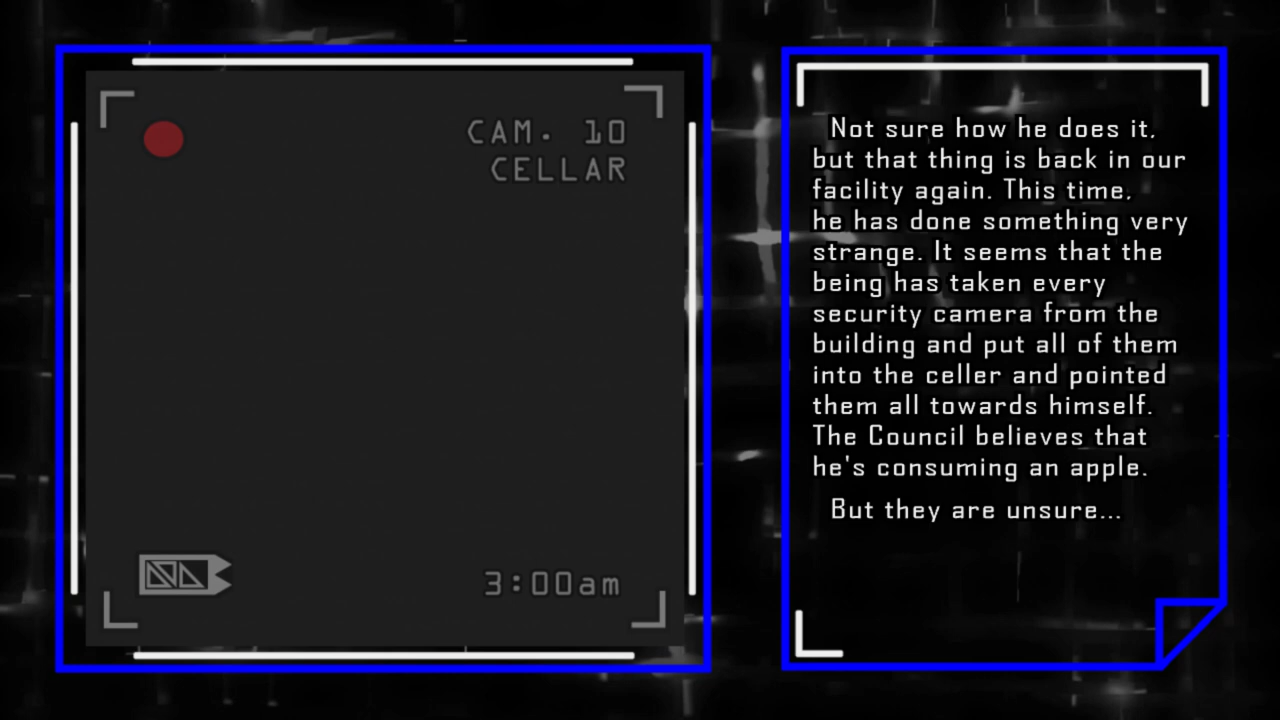 CAM. 10
CELLAR
3:00am
Not sure how he does it,
but that thing is back in our
facility again. This time,
he has done something very
strange. It seems that the
being has taken every
security camera from the
building and put all of them
into the celler and pointed
them all towards himself.
The Council believes that
he's consuming an apple.
But they are unsure...